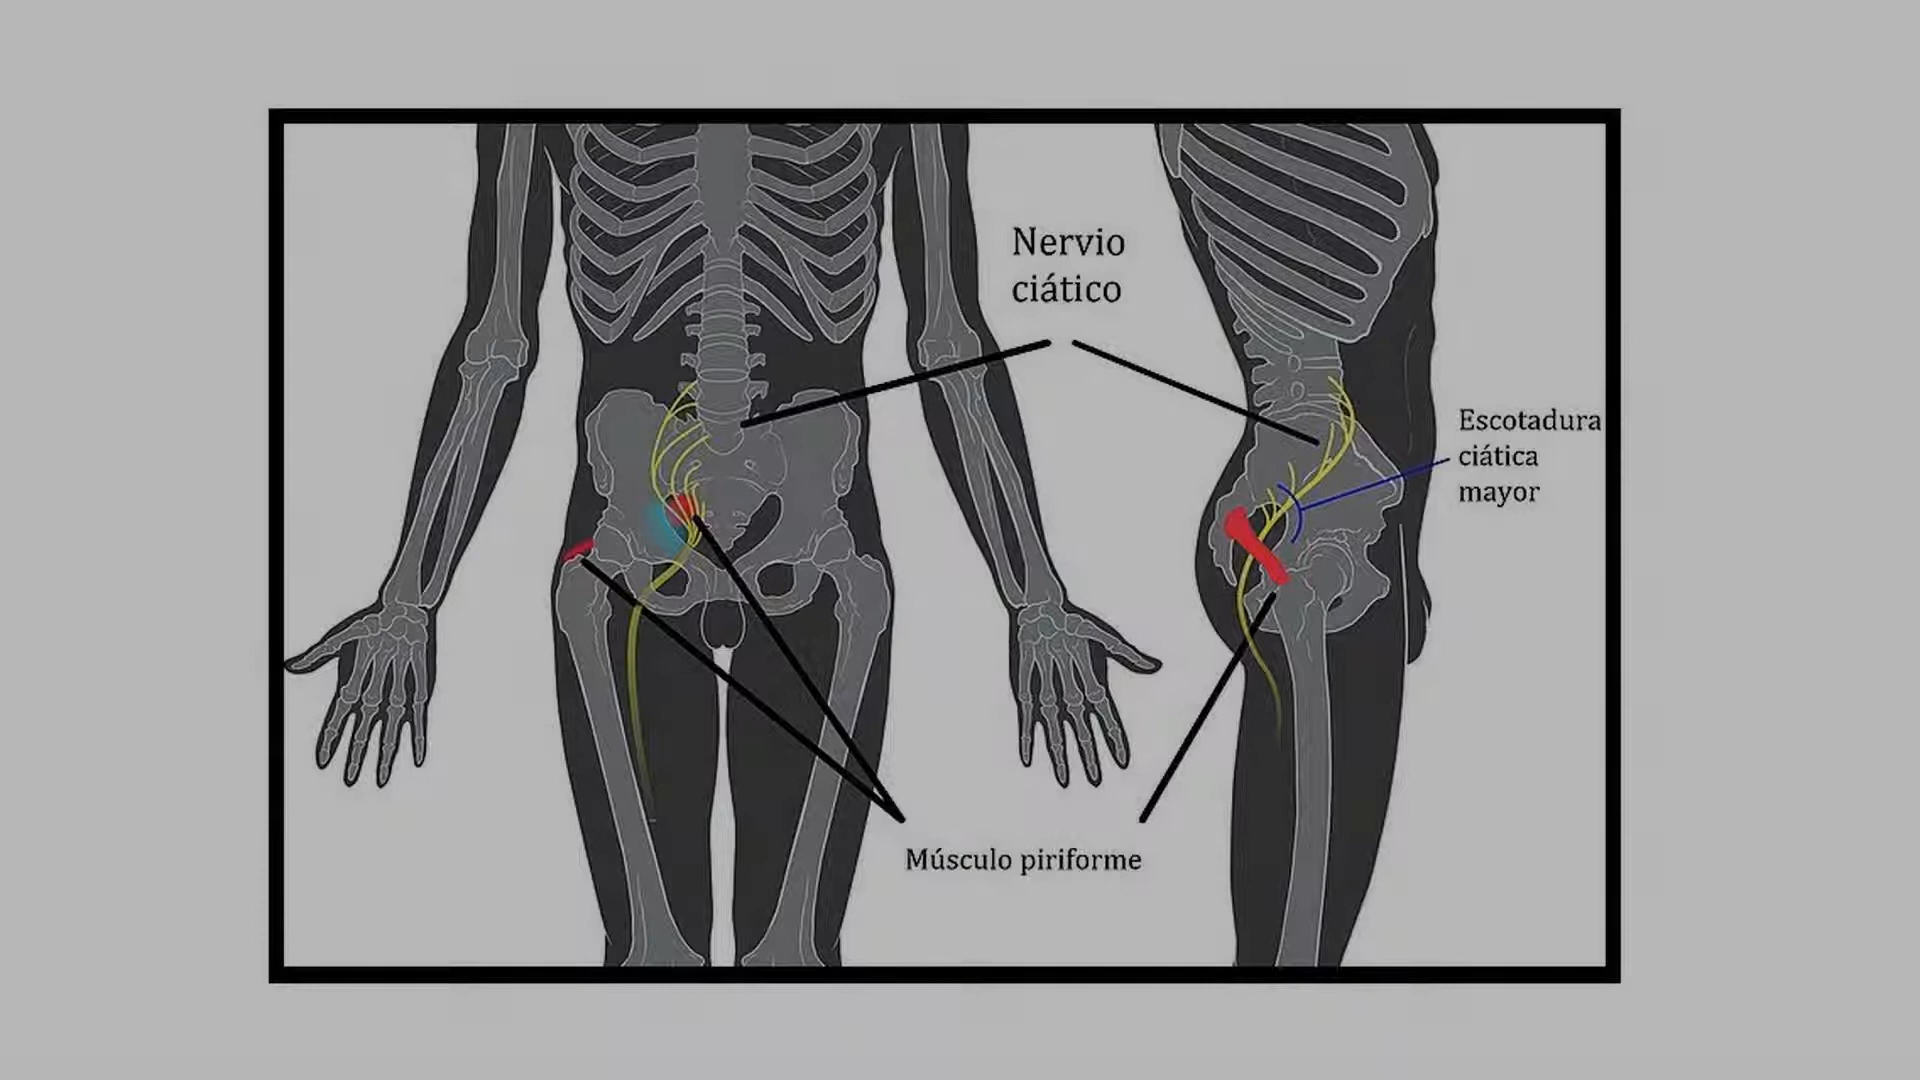 Nervio
ciático
Escotadura
ciática
mayor
Músculo piriforme